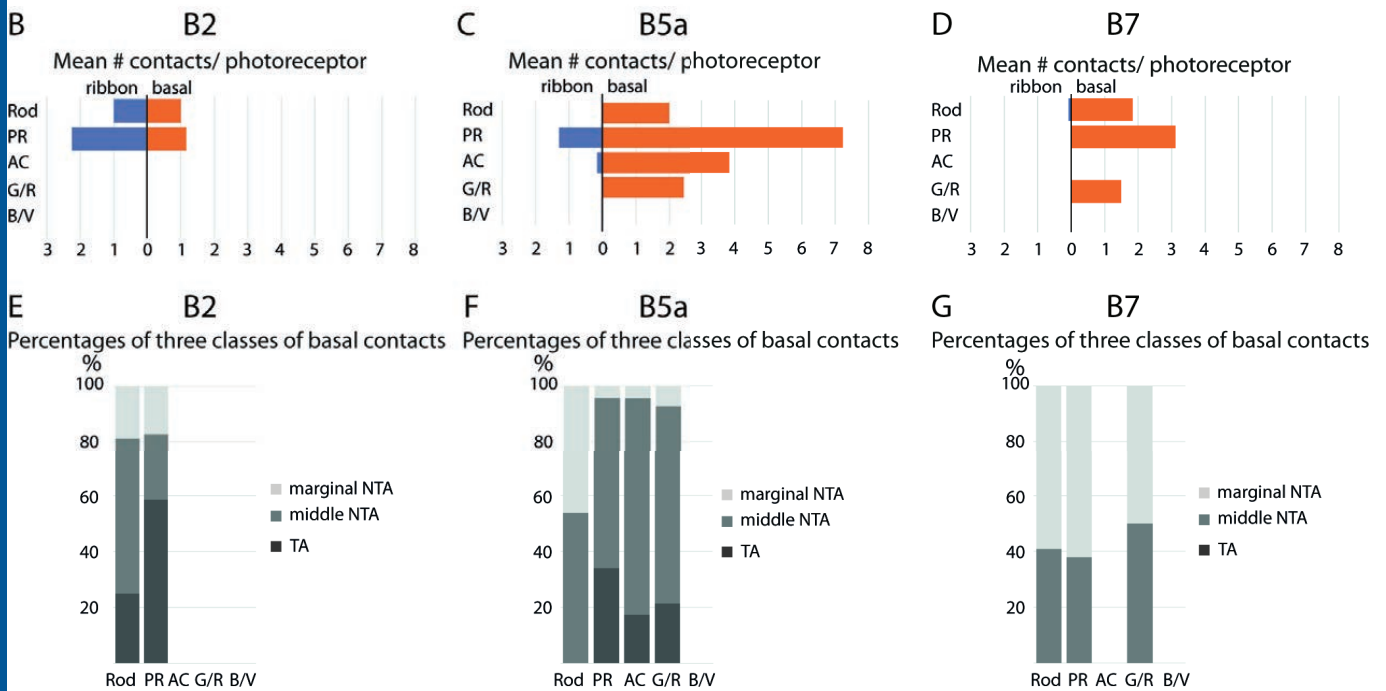 B B2
Mean # contacts/ photoreceptor
ribbon basal
Rod
PR
AC
G/R
B/V
3 2 1 0 1 2 3 4 5 6 7 8
C B5a
Mean # contacts/ photoreceptor
ribbon basal
Rod
PR
AC
G/R
B/V
3 2 1 0 1 2 3 4 5 6 7 8
D B7
Mean # contacts/ photoreceptor
ribbon basal
Rod
PR
AC
G/R
B/V
3 2 1 0 1 2 3 4 5 6 7 8
E B2
Percentages of three classes of basal contacts
%
100
80
60
40
20
marginal NTA
middle NTA
TA
Rod PR AC G/R B/V
F B5a
Percentages of three classes of basal contacts
%
100
80
60
40
20
marginal NTA
middle NTA
TA
Rod PR AC G/R B/V
G B7
Percentages of three classes of basal contacts
%
100
80
60
40
20
marginal NTA
middle NTA
TA
Rod PR AC G/R B/V